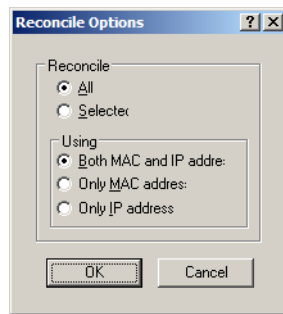 Reconcile Options
Reconcile
All
Selectec
Using
Both MAC and IP addre:
Only MAC addres:
Only IP address
OK
Cancel